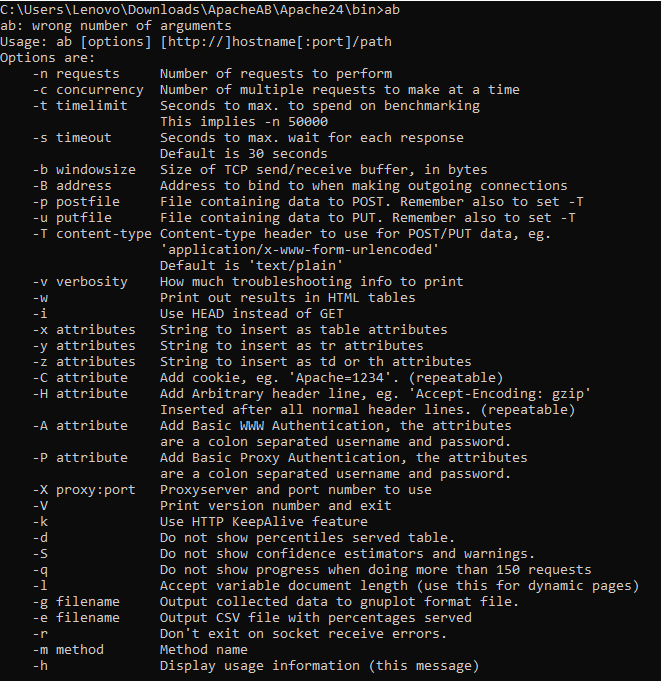 C:\Users\Lenovo\Downloads\ApacheAB\Apache24\bin>ab
ab: wrong number of arguments
Usage: ab [options] [http://]hostname[:port]/path
Options are:
    -n requests     Number of requests to perform
    -c concurrency  Number of multiple requests to make at a time
    -t timelimit    Seconds to max. to spend on benchmarking
                    This implies -n 50000
    -s timeout      Seconds to max. wait for each response
                    Default is 30 seconds
    -b windowsize   Size of TCP send/receive buffer, in bytes
    -B address      Address to bind to when making outgoing connections
    -p postfile     File containing data to POST. Remember also to set -T
    -u putfile      File containing data to PUT. Remember also to set -T
    -T content-type Content-type header to use for POST/PUT data, eg.
                    'application/x-www-form-urlencoded'
                    Default is 'text/plain'
    -v verbosity    How much troubleshooting info to print
    -w              Print out results in HTML tables
    -i              Use HEAD instead of GET
    -x attributes   String to insert as table attributes
    -y attributes   String to insert as tr attributes
    -z attributes   String to insert as td or th attributes
    -C attribute    Add cookie, eg. 'Apache=1234'. (repeatable)
    -H attribute    Add Arbitrary header line, eg. 'Accept-Encoding: gzip'
                    Inserted after all normal header lines. (repeatable)
    -A attribute    Add Basic WWW Authentication, the attributes
                    are a colon separated username and password.
    -P attribute    Add Basic Proxy Authentication, the attributes
                    are a colon separated username and password.
    -X proxy:port   Proxyserver and port number to use
    -V              Print version number and exit
    -k              Use HTTP KeepAlive feature
    -d              Do not show percentiles served table.
    -S              Do not show confidence estimators and warnings.
    -q              Do not show progress when doing more than 150 requests
    -l              Accept variable document length (use this for dynamic pages)
    -g filename     Output collected data to gnuplot format file.
    -e filename     Output CSV file with percentages served
    -r              Don't exit on socket receive errors.
    -m method       Method name
    -h              Display usage information (this message)